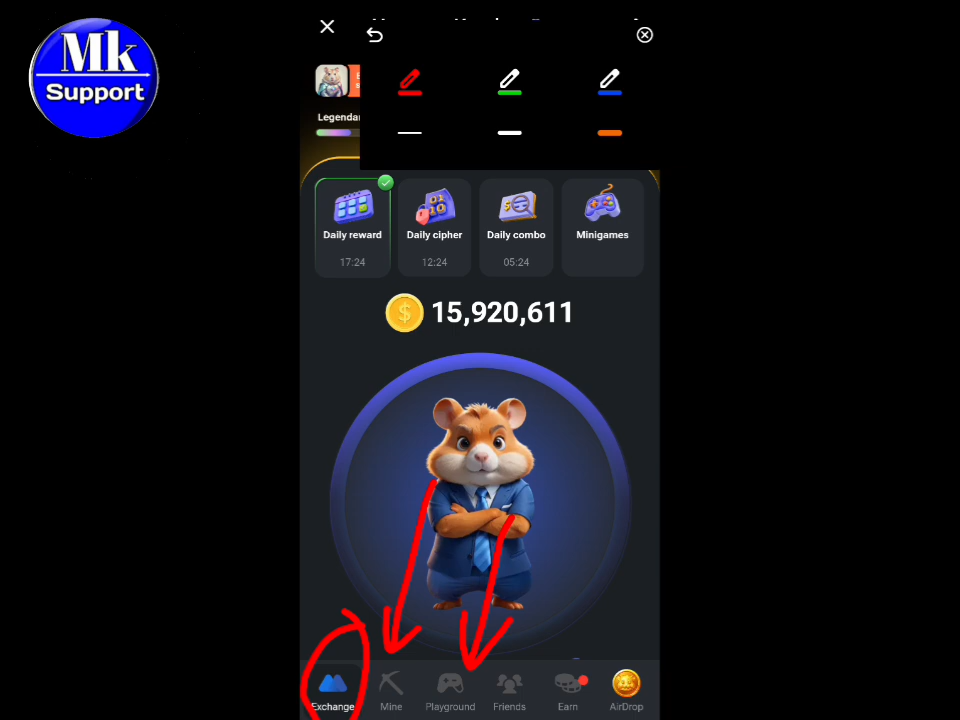 Mk
Support
Legendar
Daily reward
17:24
Daily cipher
12:24
Daily combo
05:24
Minigames
15,920,611
Exchange
Mine
Playground
Friends
Earn
AirDrop